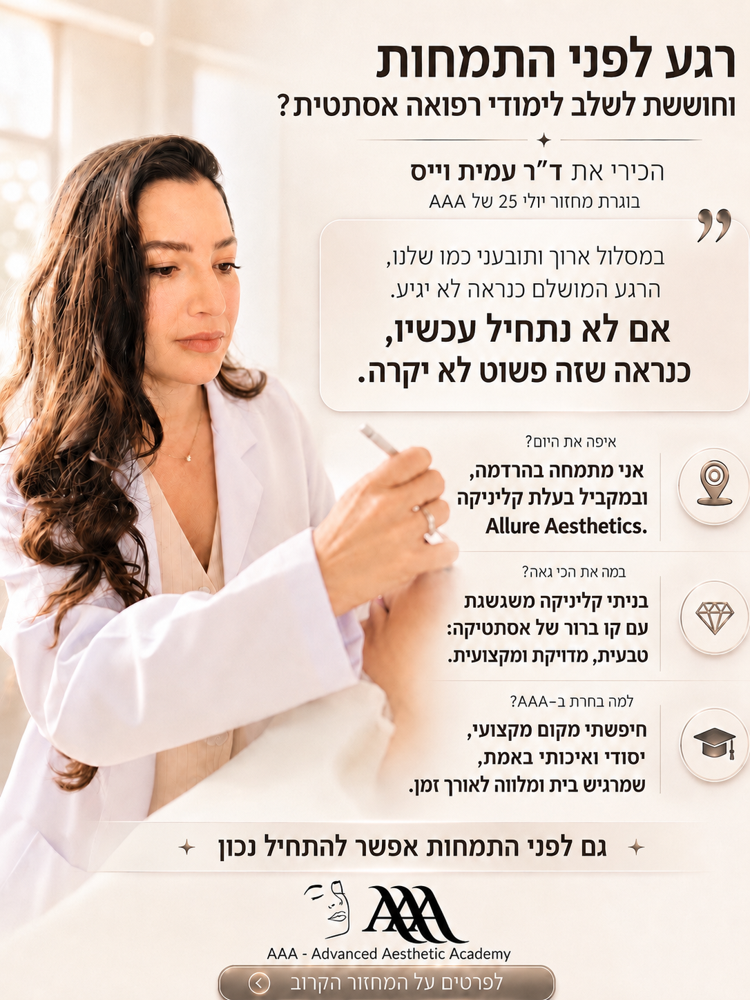 רגע לפני התמחות
וחוששת לשלב לימודי רפואה אסתטית?
הכירי את ד״ר עמית וייס
בוגרת מחזור יולי 25 של AAA
”
במסלול ארוך ותובעני כמו שלנו,
הרגע המושלם כנראה לא יגיע.
אם לא נתחיל עכשיו,
כנראה שזה פשוט לא יקרה.
איפה את היום?
אני מתמחה בהרדמה,
ובמקביל בעלת קליניקה
Allure Aesthetics.
במה את הכי גאה?
בניתי קליניקה משגשגת
עם קו ברור של אסתטיקה:
טבעית, מדויקת ומקצועית.
למה בחרת ב-AAA?
חיפשתי מקום מקצועי,
יסודי ואיכותי באמת,
שמרגיש בית ומלווה לאורך זמן.
גם לפני התמחות אפשר להתחיל נכון
AAA
AAA - Advanced Aesthetic Academy
לפרטים על המחזור הקרוב